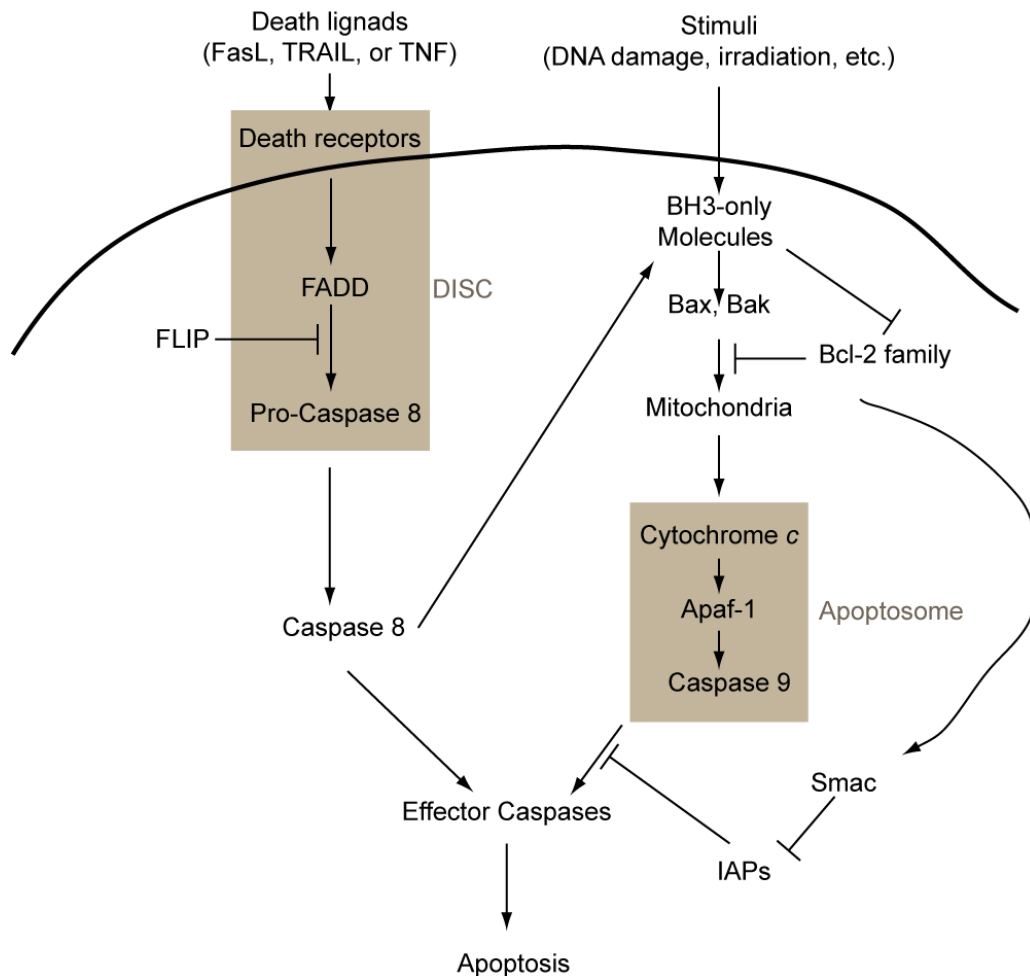 Death lignads
(FasL, TRAIL, or TNF)
Stimuli
(DNA damage, irradiation, etc.)
Death receptors
BH3-only
Molecules
FADD
DISC
Bax, Bak
FLIP
Bcl-2 family
Pro-Caspase 8
Mitochondria
Cytochrome c
Apaf-1
Apoptosome
Caspase 8
Caspase 9
Smac
Effector Caspases
IAPs
Apoptosis